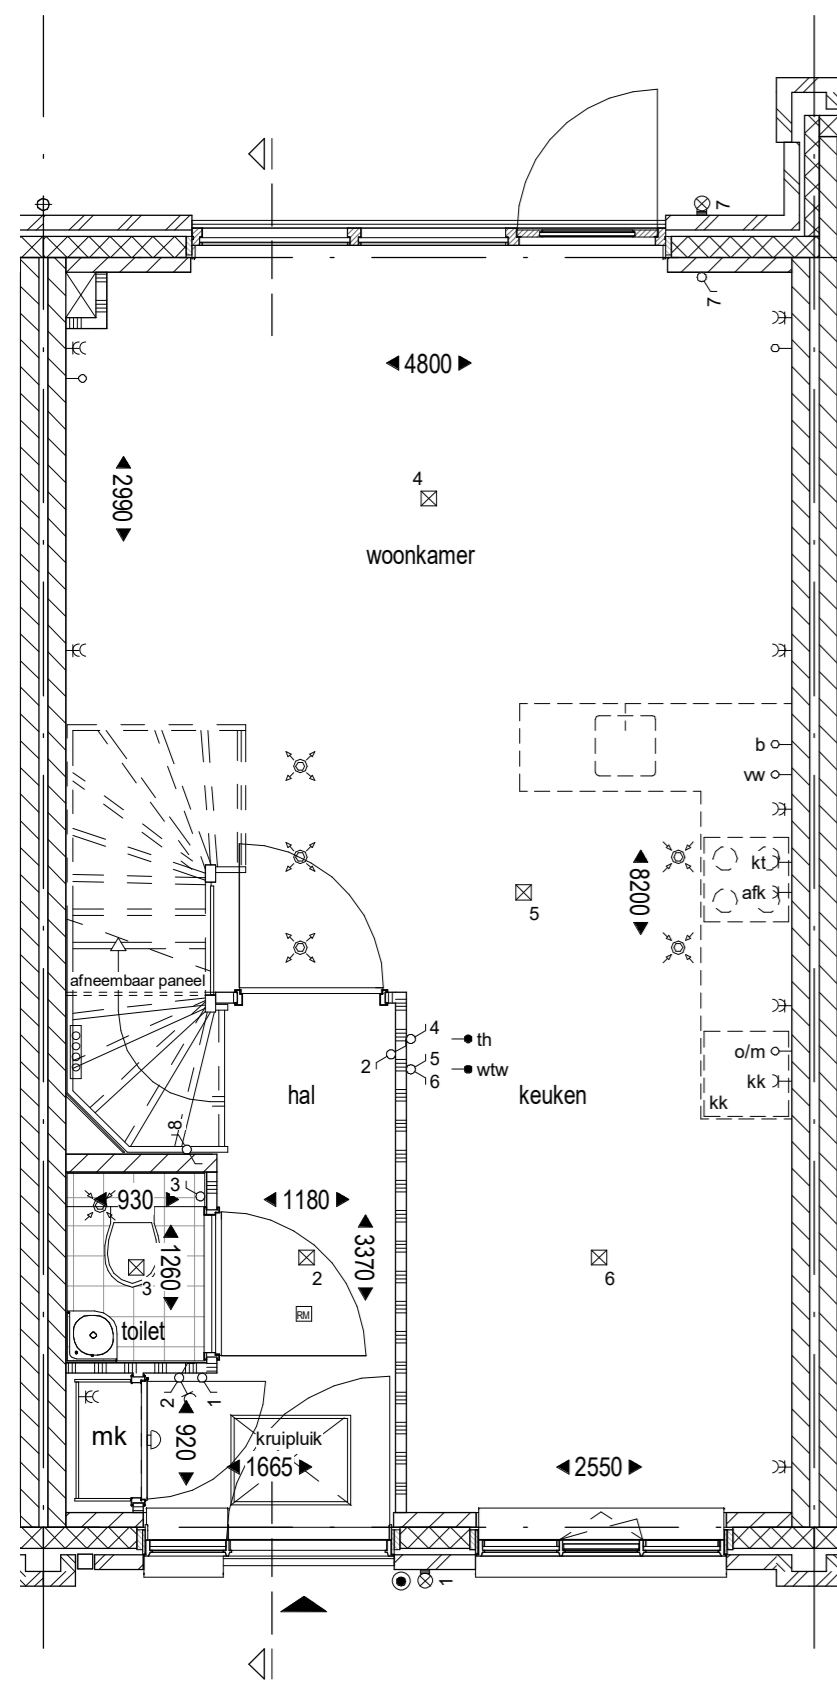 7
7
4800
2990
4
woonkamer
b
vw
kt
8200
afk
5
afneembaar paneel
4
th
2
5
o/m
6
wtw
hal
keuken
kk
kk
8
3
930
1180
1260
3370
3
2
6
RM
toilet
2
1
mk
920
kruipluik
1665
2550
1